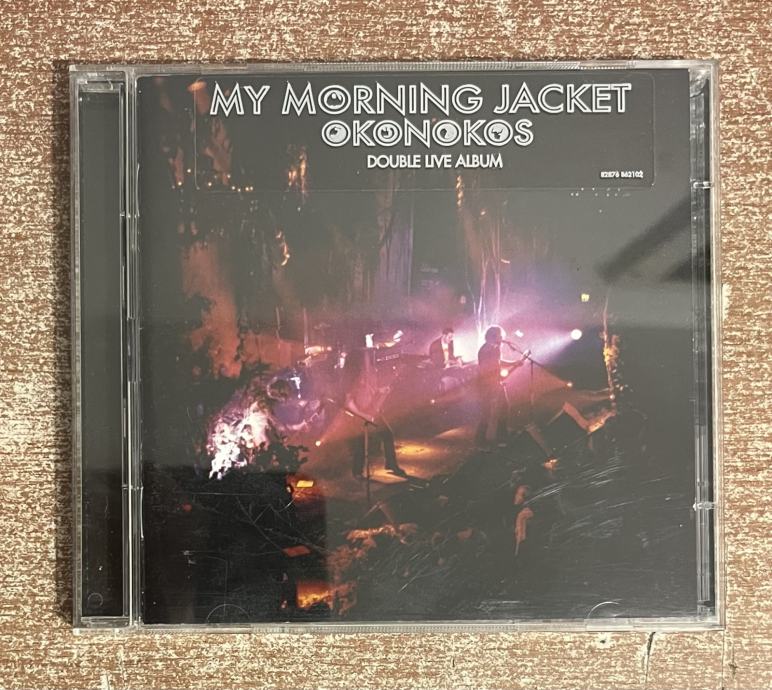 MY MORNING JACKET
OKONOKOS
DOUBLE LIVE ALBUM
82876 862102